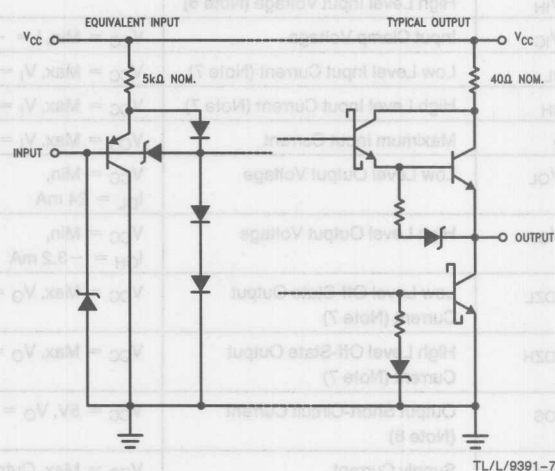 EQUIVALENT INPUT
TYPICAL OUTPUT
VCC
VCC
5kΩ NOM.
40Ω NOM.
INPUT
OUTPUT
TL/L/9391-7
High Level Input Voltage (Note 6)
Input Clamp Voltage
Low Level Input Current (Note 7)
VCC = Max, VI =
High Level Input Current (Note 7)
VCC = Max, VI =
Maximum Input Current
VCC = Max, VI =
Low Level Output Voltage
VCC = Min,
IOL = 24 mA
High Level Output Voltage
VCC = Min,
IOH = −3.2 mA
Low Level Off-State Output
Current (Note 7)
VCC = Max, VO =
High Level Off-State Output
Current (Note 7)
VCC = Max, VO =
Output Short-Circuit Current
(Note 8)
VCC = 5V, VO =
Supply Current